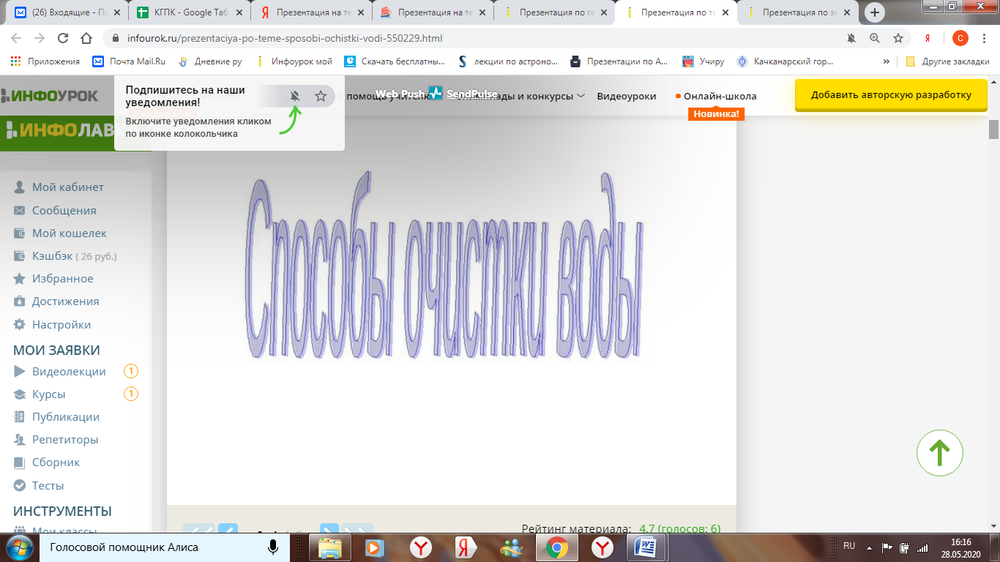 (26) Входящие - По
КГПК - Google Таб
Презентация на те
Презентация на те
Презентация по ге
Презентация по те
Презентация по эк
infourok.ru/prezentaciya-po-teme-sposobi-ochistki-vodi-550229.html
Приложения
Почта Mail.Ru
Дневние ру
Инфоурок мой
Скачать бесплатны...
лекции по астроно...
Презентации по А...
Учиру
Качканарский гор...
»
Другие закладки
ИНФОУРОК
Подпишитесь на наши
уведомления!
Включите уведомления кликом
по иконке колокольчика
В помощь
Web Push
SendPulse
и конкурсы
Видеоуроки
Онлайн-школа
Новинка!
Добавить авторскую разработку
ИНФОЛАВ
Мой кабинет
Сообщения
Мой кошелек
Кэшбэк ( 26 руб.)
Избранное
Достижения
Настройки
МОИ ЗАЯВКИ
Видеолекции 1
Курсы 1
Публикации
Репетиторы
Сборник
Тесты
ИНСТРУМЕНТЫ
Мои классы
Способы очистки воды
Рейтинг материала: 4,7 (голосов: 6)
Голосовой помощник Алиса
RU
16:16
28.05.2020